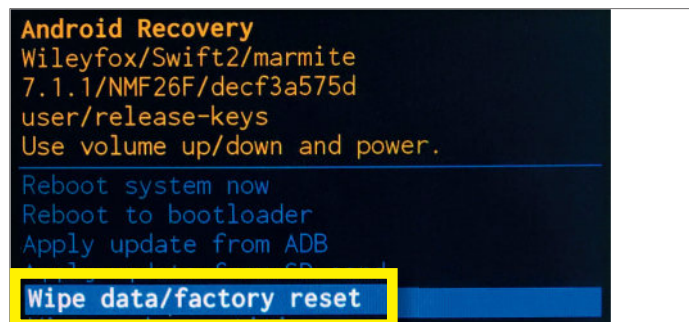 Android Recovery
Wileyfox/Swift2/marmite
7.1.1/NMF26F/decf3a575d
user/release-keys
Use volume up/down and power.
Reboot system now
Reboot to bootloader
Apply update from ADB
Wipe data/factory reset